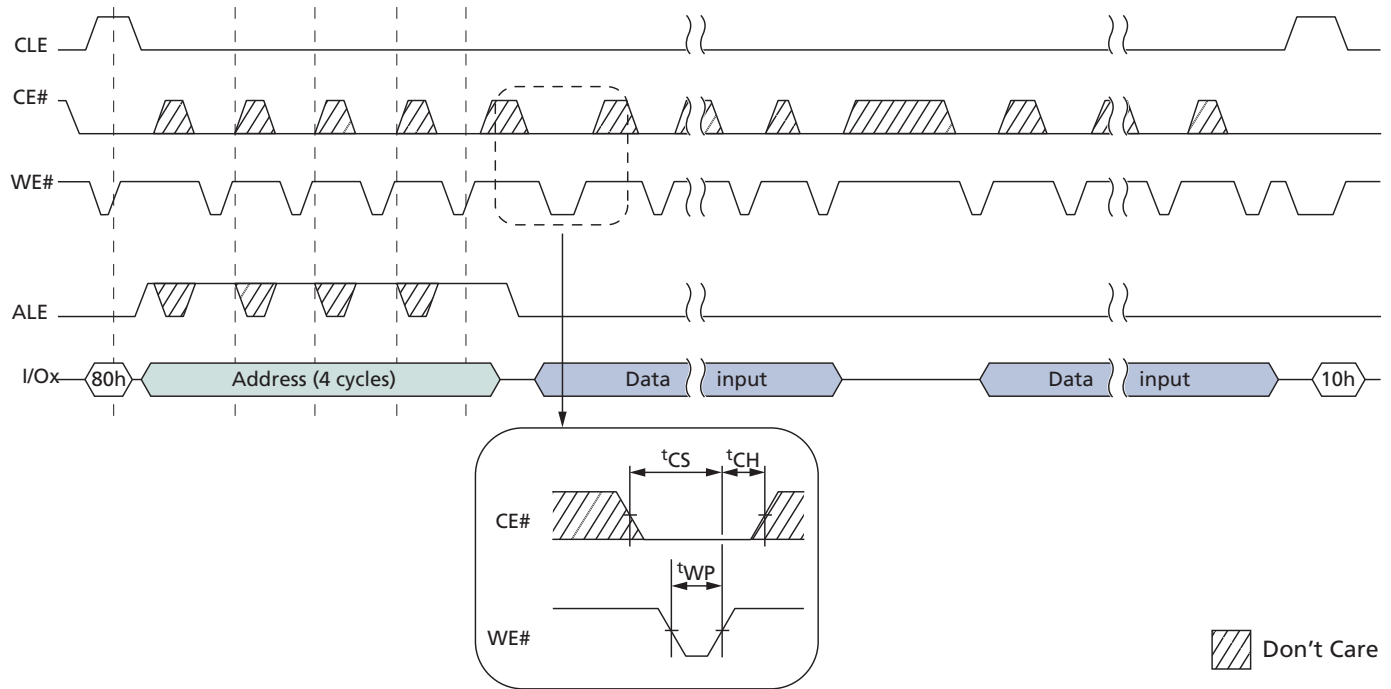 CLE
CE#
WE#
ALE
I/Ox 80h Address (4 cycles) Data input Data input 10h
tCS tCH
CE#
tWP
WE#
Don't Care